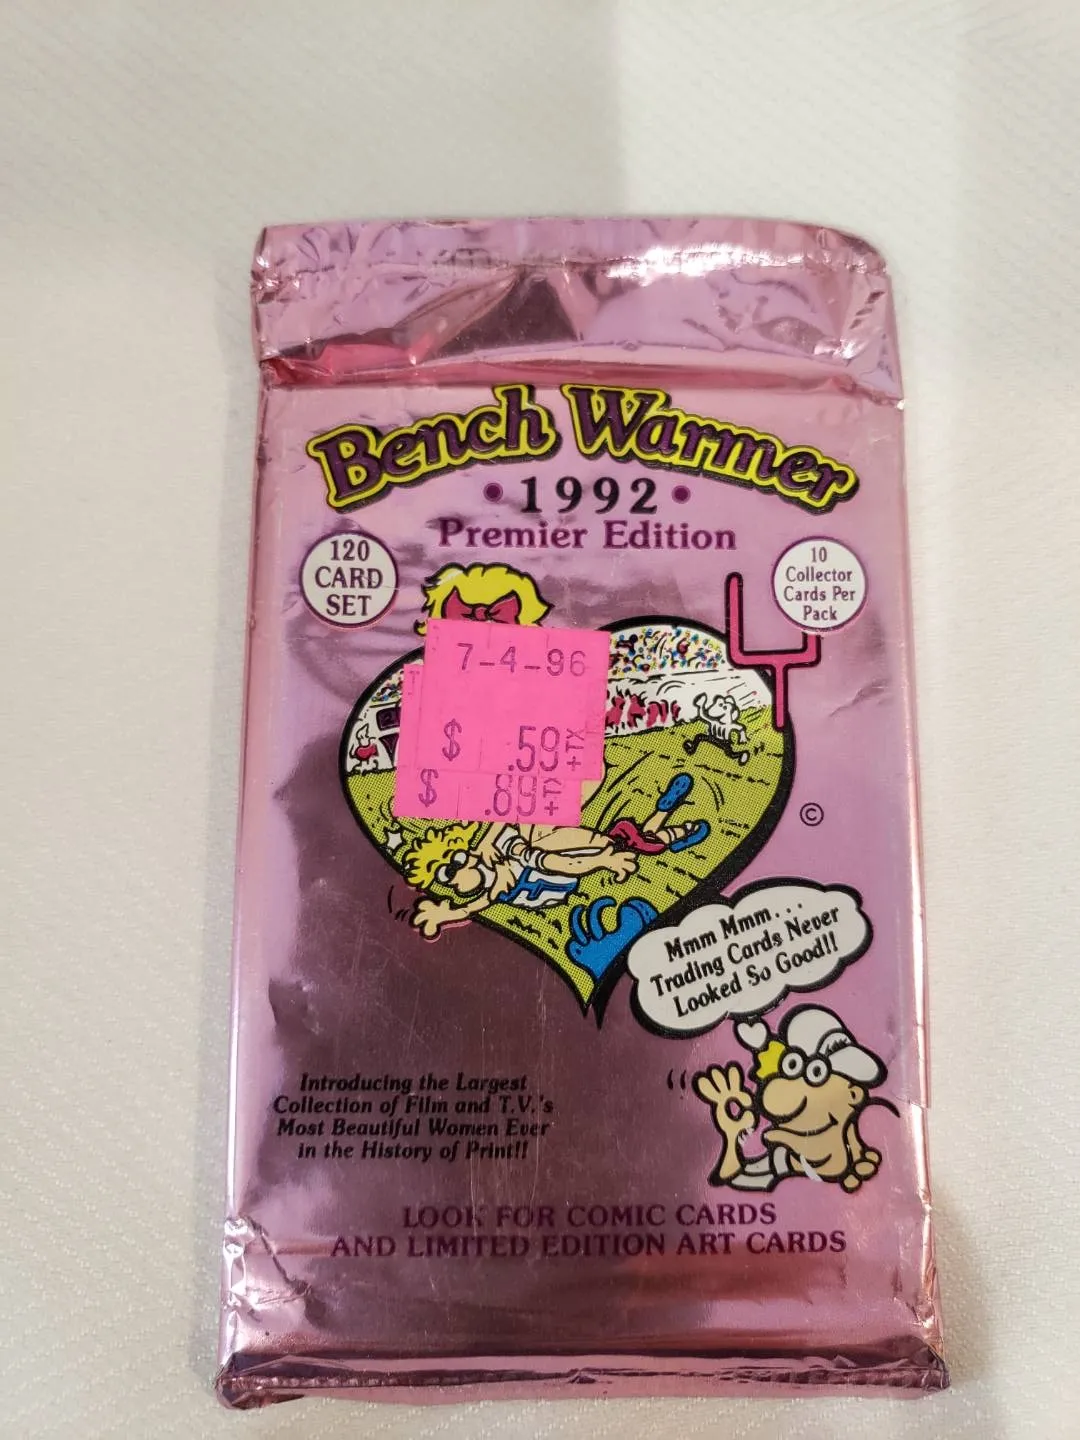 Bench Warmer
• 1992 •
Premier Edition
120
CARD
SET
10
Collector
Cards Per
Pack
7-4-96
$ .59+TX
$ .89+
©
Mmm Mmm...
Trading Cards Never
Looked So Good!!
Introducing the Largest
Collection of Film and T.V.'s
Most Beautiful Women Ever
in the History of Print!!
LOOK FOR COMIC CARDS
AND LIMITED EDITION ART CARDS